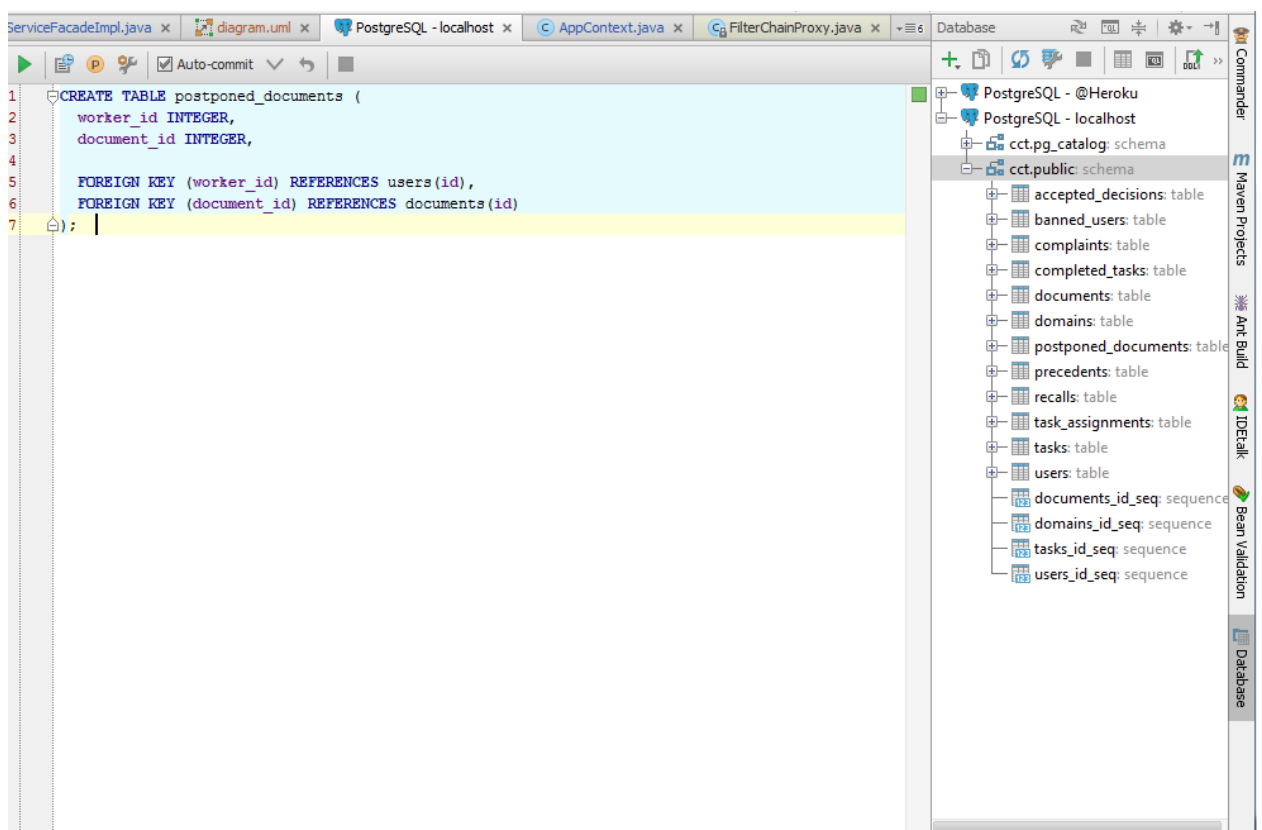 ServiceFacadeImpl.java diagram.uml PostgreSQL - localhost AppContext.java FilterChainProxy.java 6 Database
Auto-commit
1 CREATE TABLE postponed_documents (
2 worker_id INTEGER,
3 document_id INTEGER,
4
5 FOREIGN KEY (worker_id) REFERENCES users(id),
6 FOREIGN KEY (document_id) REFERENCES documents(id)
7 );
PostgreSQL - @Heroku
PostgreSQL - localhost
cct.pg_catalog: schema
cct.public: schema
accepted_decisions: table
banned_users: table
complaints: table
completed_tasks: table
documents: table
domains: table
postponed_documents: table
precedents: table
recalls: table
task_assignments: table
tasks: table
users: table
documents_id_seq: sequence
domains_id_seq: sequence
tasks_id_seq: sequence
users_id_seq: sequence
Commander
Maven Projects
Ant Build
IDEtalk
Bean Validation
Database